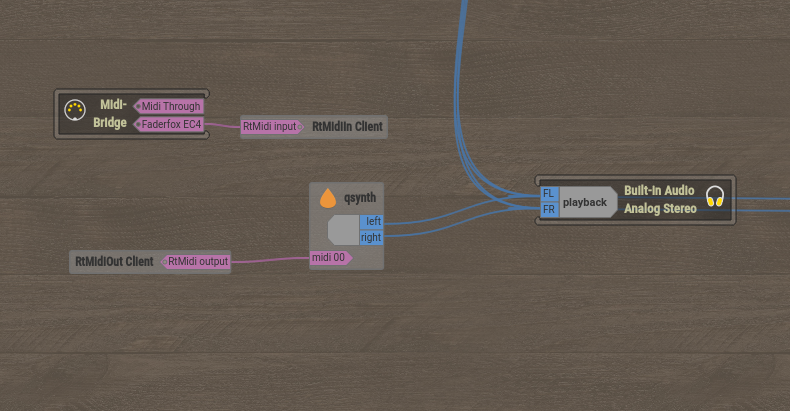 Midi-
Bridge
Midi Through
Faderfox EC4
RtMidi input
RtMidiIn Client
qsynth
left
right
midi 00
RtMidiOut Client
RtMidi output
FL
FR
playback
Built-in Audio
Analog Stereo